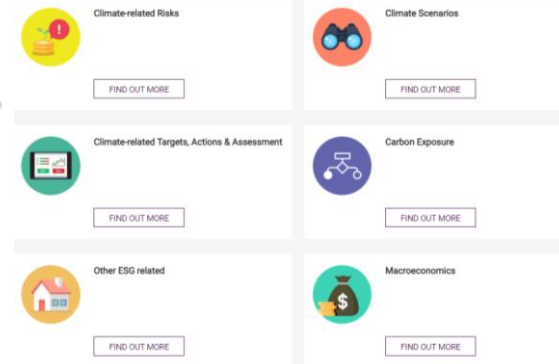 Climate-related Risks
FIND OUT MORE
Climate Scenarios
FIND OUT MORE
Climate-related Targets, Actions & Assessment
FIND OUT MORE
Carbon Exposure
FIND OUT MORE
Other ESG related
FIND OUT MORE
Macroeconomics
FIND OUT MORE